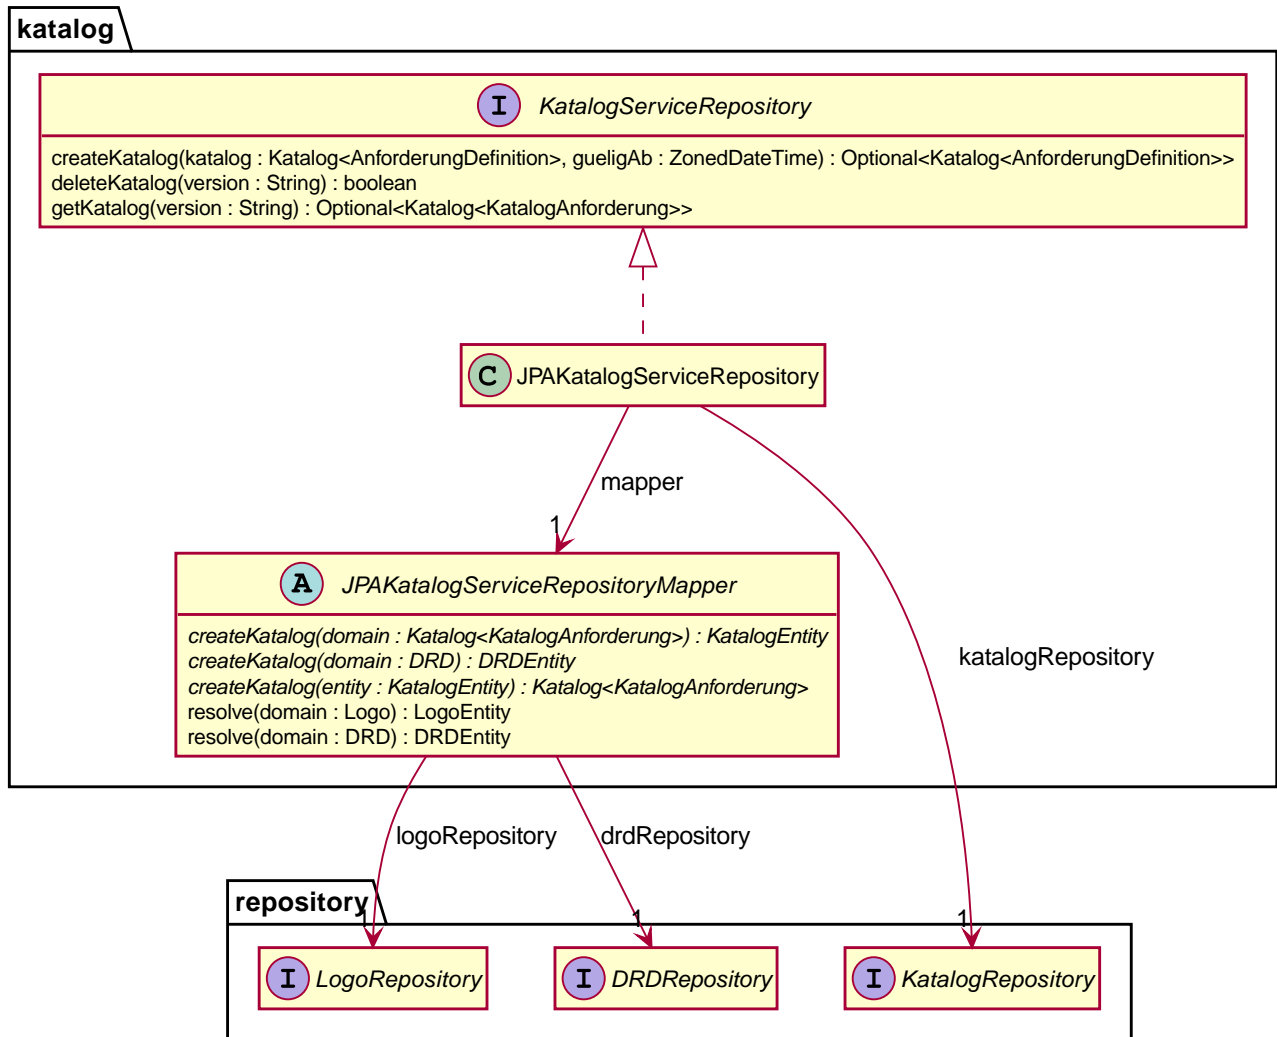 katalog
I KatalogServiceRepository
createKatalog(katalog : Katalog<AnforderungDefinition>, gueligAb : ZonedDateTime) : Optional<Katalog<AnforderungDefinition>>
deleteKatalog(version : String) : boolean
getKatalog(version : String) : Optional<Katalog<KatalogAnforderung>>
C JPAKatalogServiceRepository
mapper
1
A JPAKatalogServiceRepositoryMapper
createKatalog(domain : Katalog<KatalogAnforderung>) : KatalogEntity
createKatalog(domain : DRD) : DRDEntity
createKatalog(entity : KatalogEntity) : Katalog<KatalogAnforderung>
resolve(domain : Logo) : LogoEntity
resolve(domain : DRD) : DRDEntity
katalogRepository
logoRepository
drdRepository
repository
1
1
1
I LogoRepository
I DRDRepository
I KatalogRepository